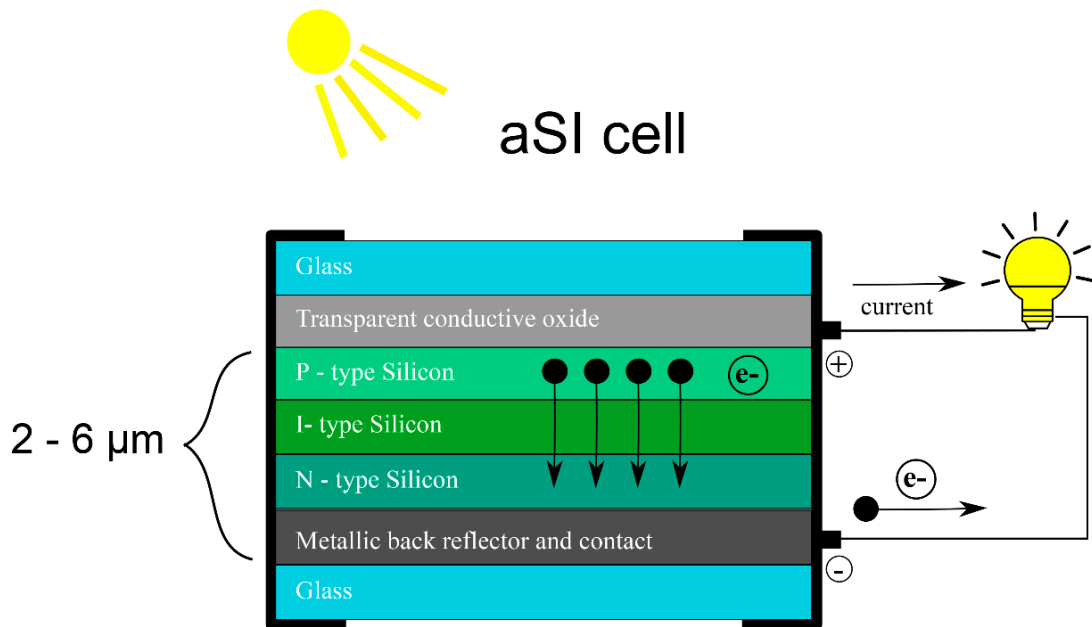 aSI cell
Glass
Transparent conductive oxide
current
P - type Silicon
e-
+
I- type Silicon
2 - 6 µm
N - type Silicon
e-
Metallic back reflector and contact
-
Glass